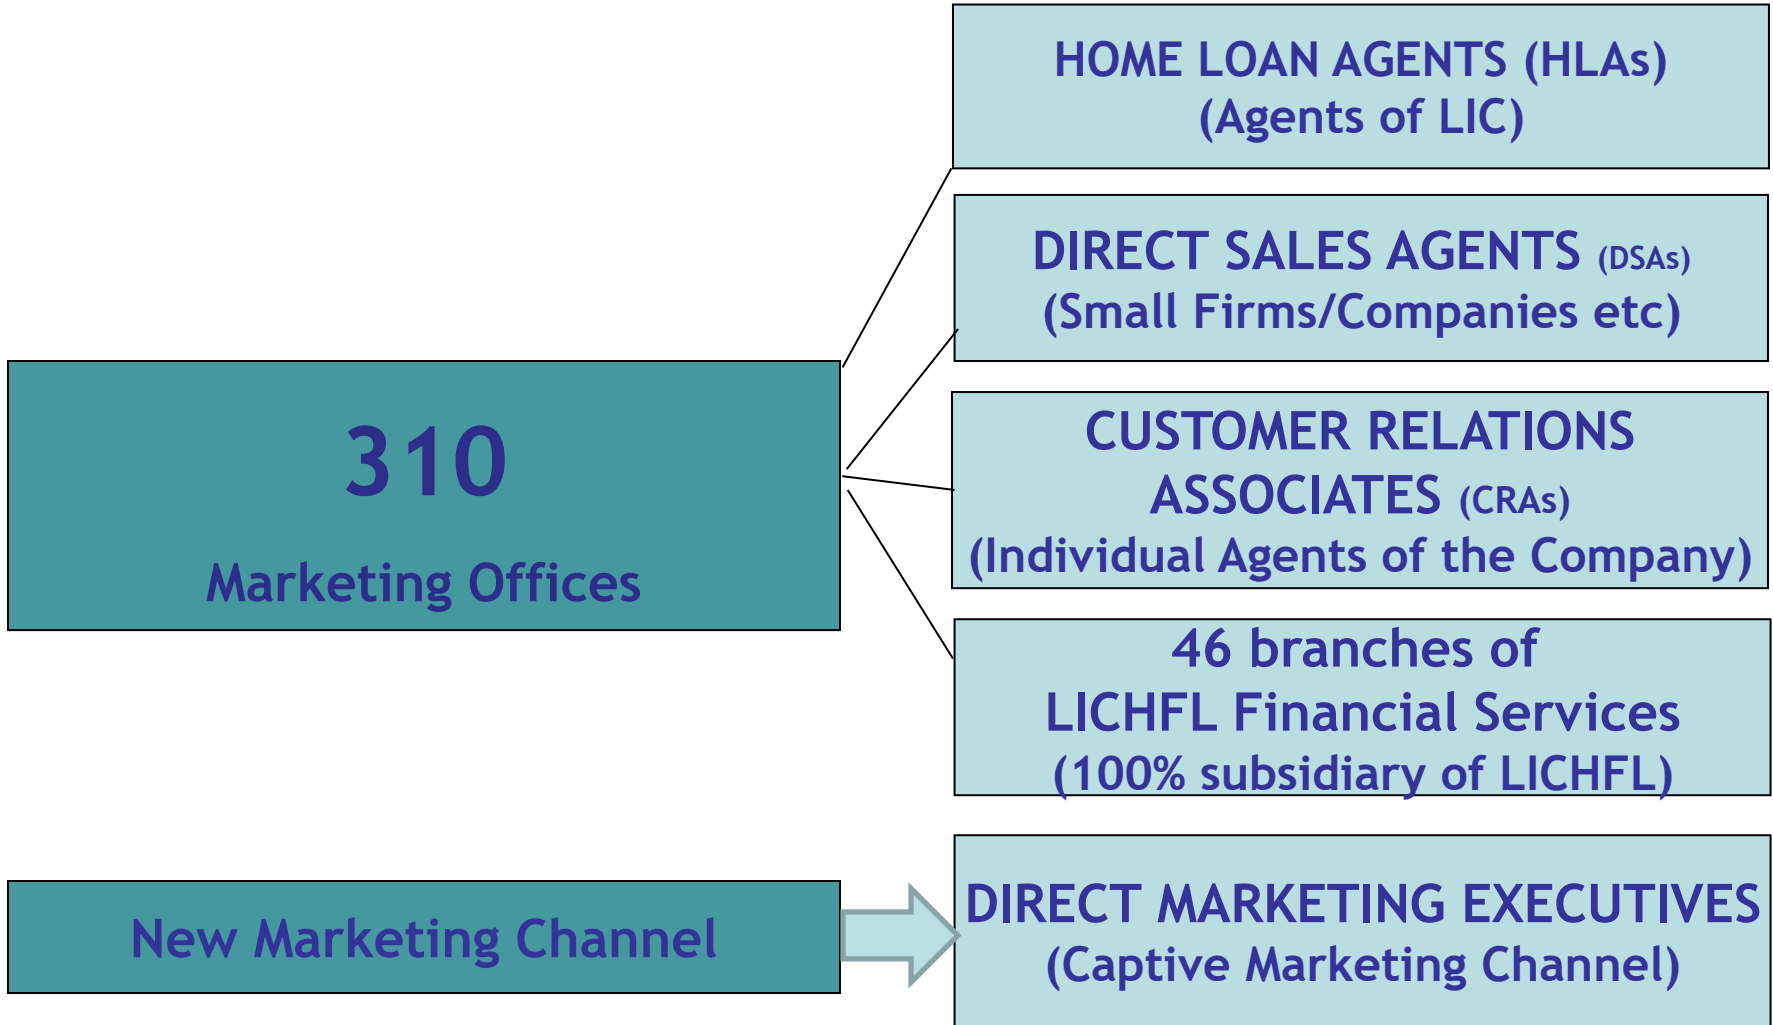 HOME LOAN AGENTS (HLAs)
(Agents of LIC)
DIRECT SALES AGENTS (DSAs)
(Small Firms/Companies etc)
310
Marketing Offices
CUSTOMER RELATIONS
ASSOCIATES (CRAs)
(Individual Agents of the Company)
46 branches of
LICHFL Financial Services
(100% subsidiary of LICHFL)
New Marketing Channel
DIRECT MARKETING EXECUTIVES
(Captive Marketing Channel)